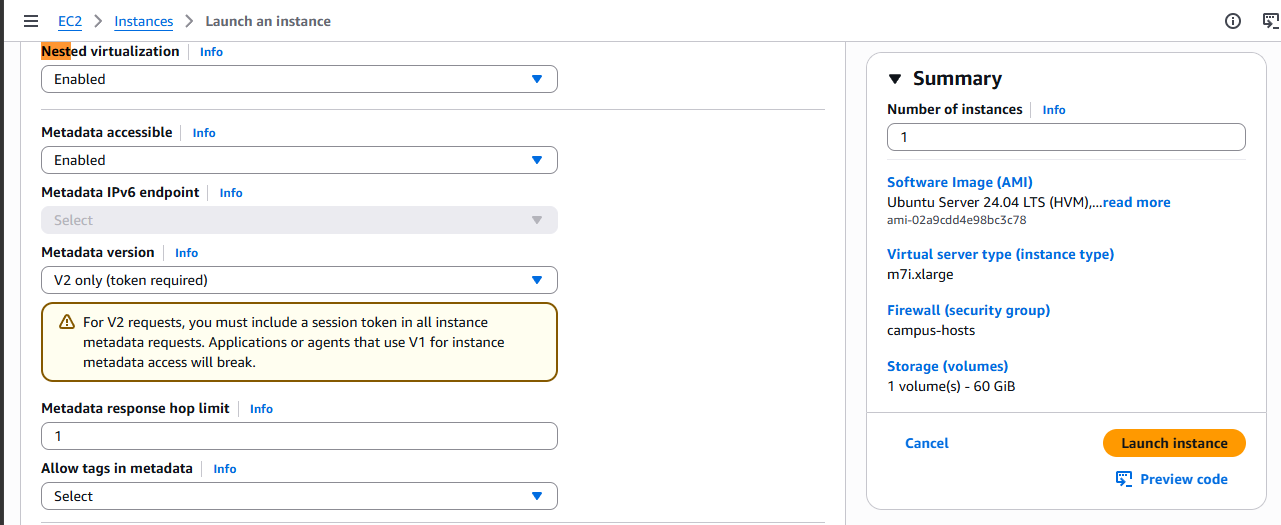 EC2 > Instances > Launch an instance
Nested virtualization Info
Enabled
Metadata accessible Info
Enabled
Metadata IPv6 endpoint Info
Select
Metadata version Info
V2 only (token required)
For V2 requests, you must include a session token in all instance
metadata requests. Applications or agents that use V1 for instance
metadata access will break.
Metadata response hop limit Info
1
Allow tags in metadata Info
Select
Summary
Number of instances Info
1
Software Image (AMI)
Ubuntu Server 24.04 LTS (HVM),...read more
ami-02a9cdd4e98bc3c78
Virtual server type (instance type)
m7i.xlarge
Firewall (security group)
campus-hosts
Storage (volumes)
1 volume(s) - 60 GiB
Cancel
Launch instance
Preview code